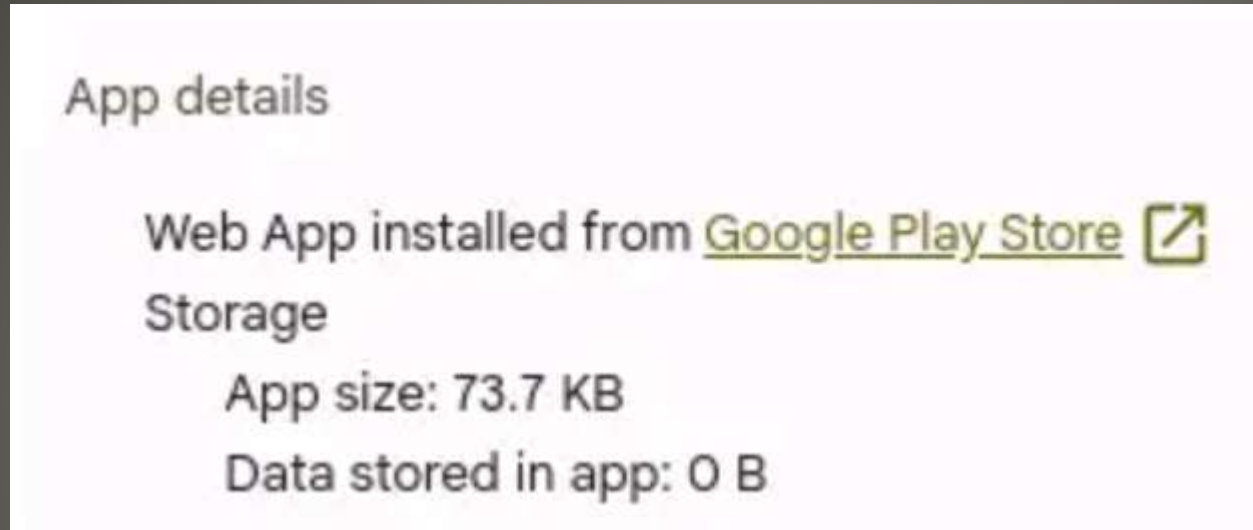 App details
Web App installed from Google Play Store
Storage
App size: 73.7 KB
Data stored in app: 0 B